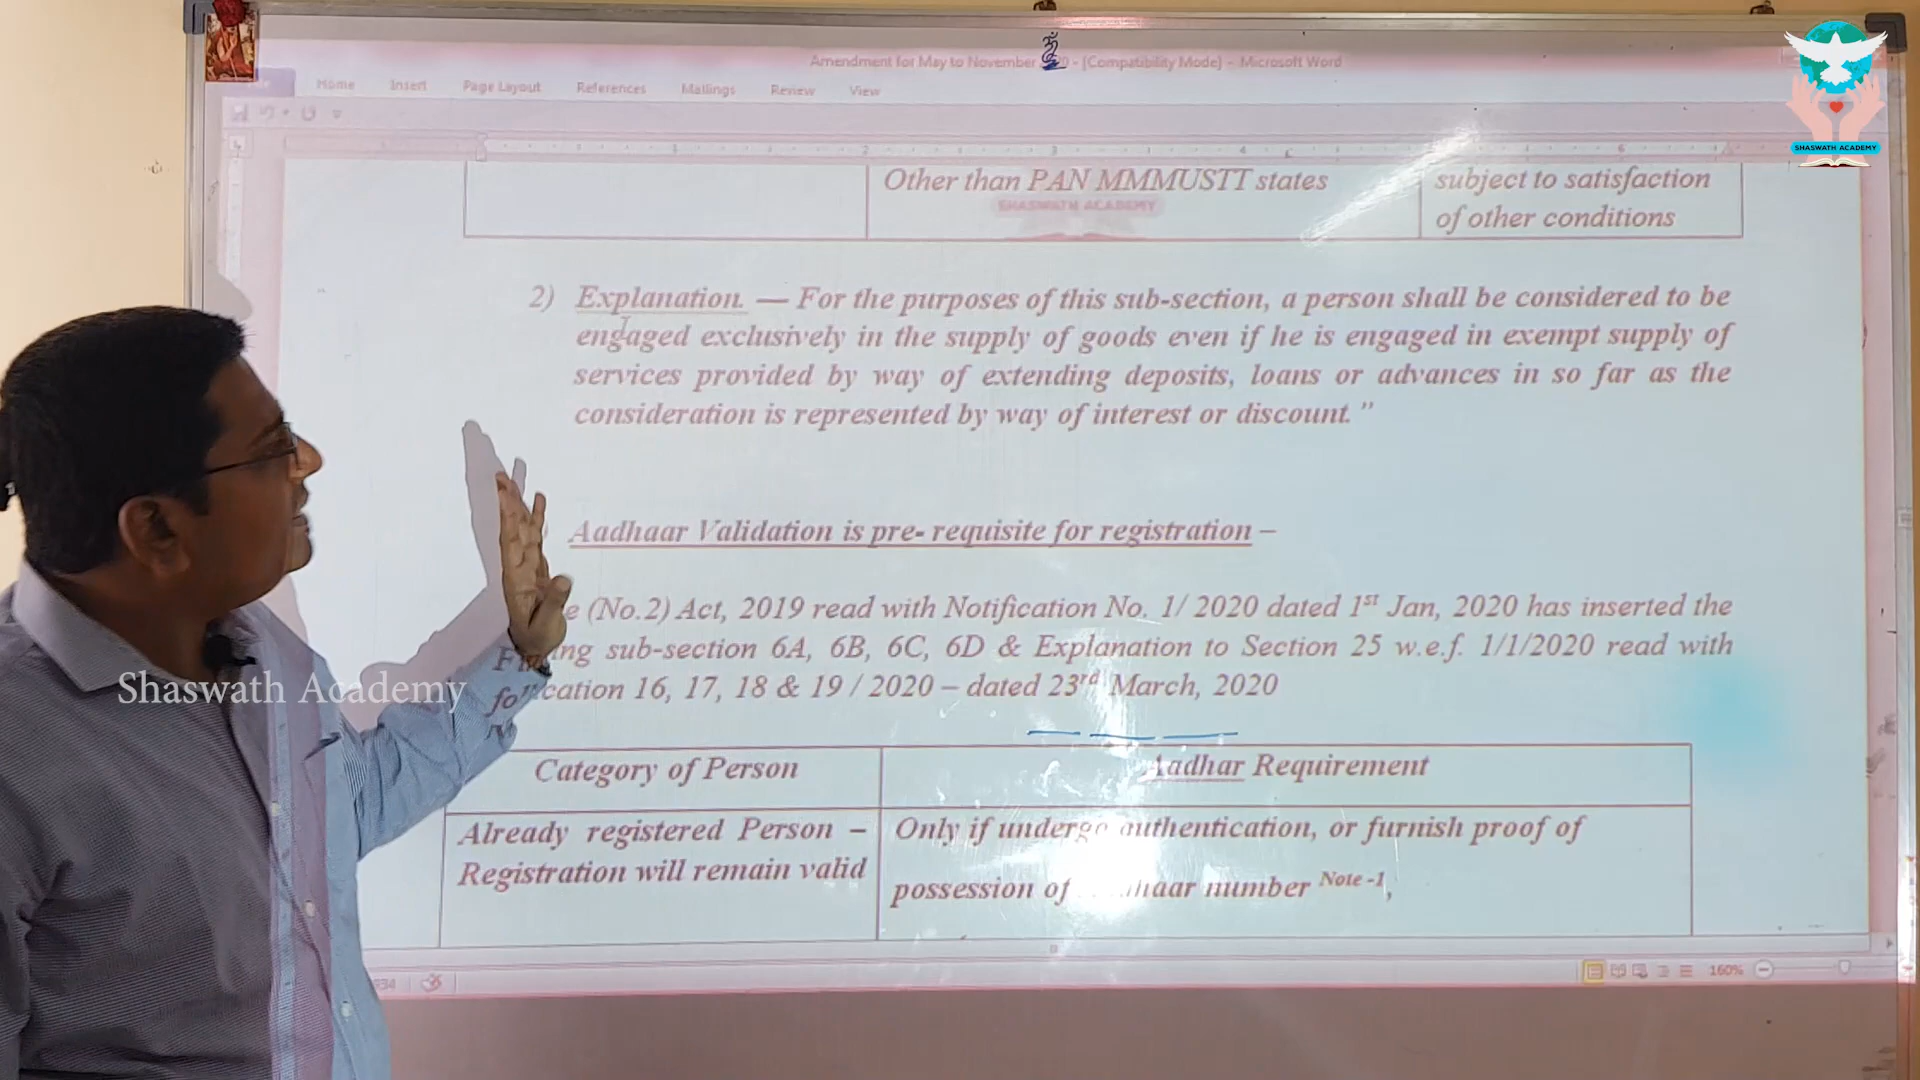 Amendment for May to November - [Compatibility Mode] - Microsoft Word
Home Insert Page Layout References Mailings Review View
SHASWATH ACADEMY
Other than PAN MMMUSTT states
subject to satisfaction
of other conditions
SHASWATH ACADEMY
2) Explanation. — For the purposes of this sub-section, a person shall be considered to be
engaged exclusively in the supply of goods even if he is engaged in exempt supply of
services provided by way of extending deposits, loans or advances in so far as the
consideration is represented by way of interest or discount.”
Aadhaar Validation is pre- requisite for registration –
(No.2) Act, 2019 read with Notification No. 1/ 2020 dated 1st Jan, 2020 has inserted the
sub-section 6A, 6B, 6C, 6D & Explanation to Section 25 w.e.f. 1/1/2020 read with
16, 17, 18 & 19 / 2020 – dated 23rd March, 2020
Shaswath Academy
Category of Person
Aadhar Requirement
Already registered Person –
Registration will remain valid
Only if undergo authentication, or furnish proof of
possession of number Note -1,
160%